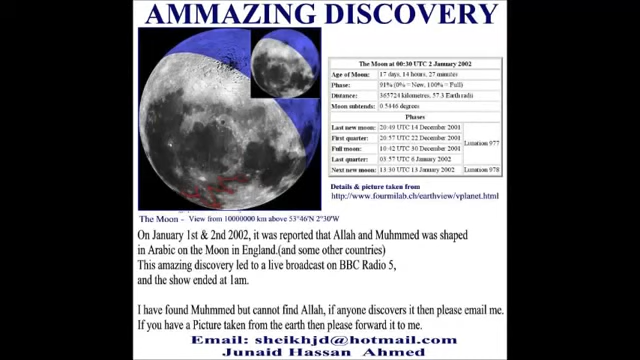 AMMAZING DISCOVERY
The Moon at 00:30 UTC 2 January 2002
Age of Moon: 17 days, 14 hours, 27 minutes
Phase: 91% (0% = New, 100% = Full)
Distance: 365724 kilometres, 57.3 Earth radii
Moon subtends: 0.5446 degrees
Phases
Last new moon: 20:49 UTC 14 December 2001
First quarter: 20:57 UTC 22 December 2001
Lunation 977
Full moon: 10:42 UTC 30 December 2001
Last quarter: 03:57 UTC 6 January 2002
Next new moon: 13:30 UTC 13 January 2002 Lunation 978
Details & picture taken from
http://www.fourmilab.ch/earthview/vplanet.html
The Moon - View from 10000000 km above 53°46'N 2°30'W
On January 1st & 2nd 2002, it was reported that Allah and Muhmmed was shaped
in Arabic on the Moon in England.(and some other countries)
This amazing discovery led to a live broadcast on BBC Radio 5,
and the show ended at 1am.
I have found Muhmmed but cannot find Allah, if anyone discovers it then please email me.
If you have a Picture taken from the earth then please forward it to me.
Email: sheikhjd@hotmail.com
Junaid Hassan Ahmed